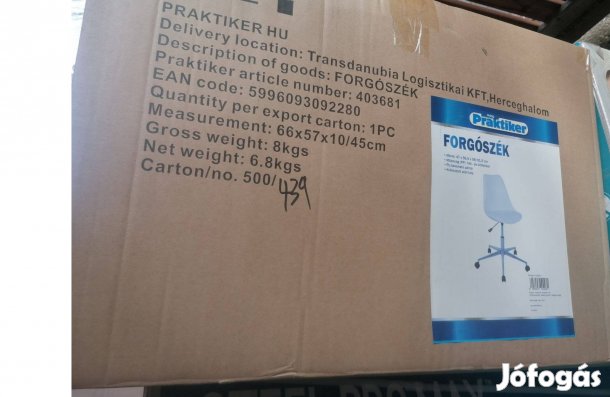 PRAKTIKER HU
Delivery location: Transdanubia Logisztikai KFT,Herceghalom
Description of goods: FORGÓSZÉK
Praktiker article number: 403681
EAN code: 5996093092280
Quantity per export carton: 1PC
Measurement: 66x57x10/45cm
Gross weight: 8kgs
Net weight: 6.8kgs
Carton/no. 500/439
Praktiker
FORGÓSZÉK
Jófogás